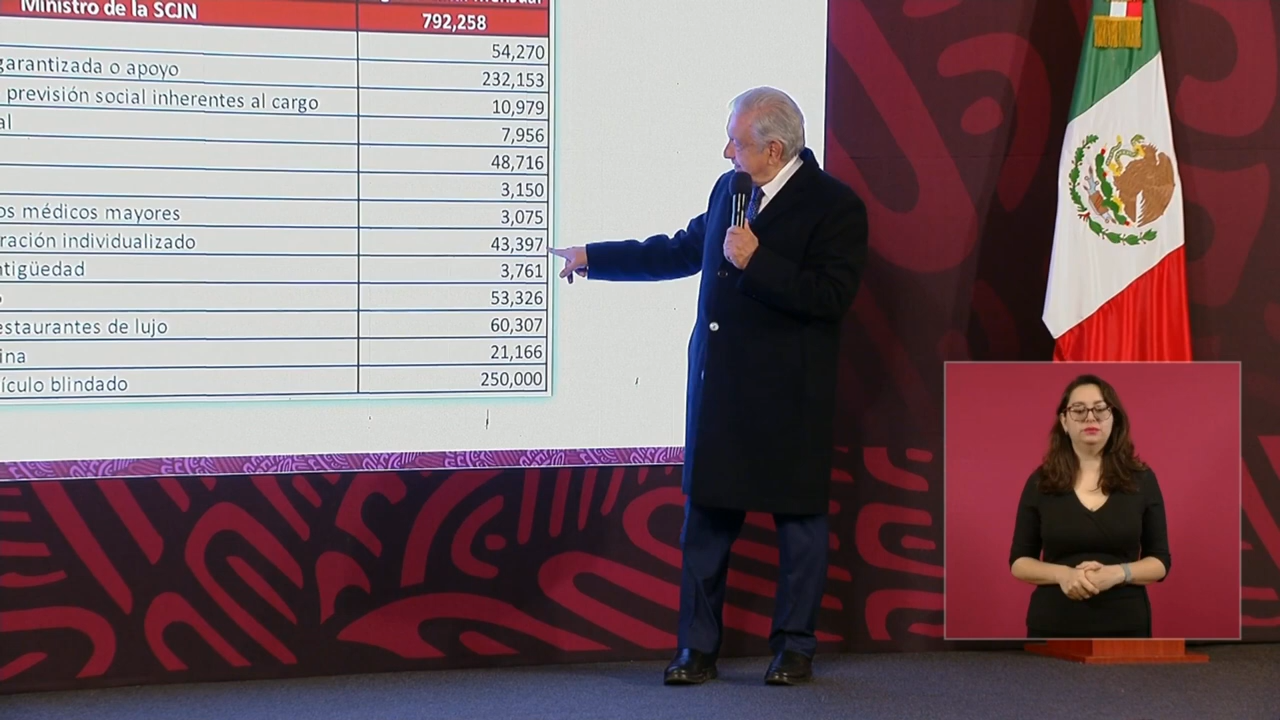 Ministro de la SCJN 792,258
54,270
garantizada o apoyo 232,153
previsión social inherentes al cargo 10,979
al 7,956
48,716
3,150
os médicos mayores 3,075
ración individualizado 43,397
ntigüedad 3,761
o 53,326
estaurantes de lujo 60,307
ina 21,166
ículo blindado 250,000